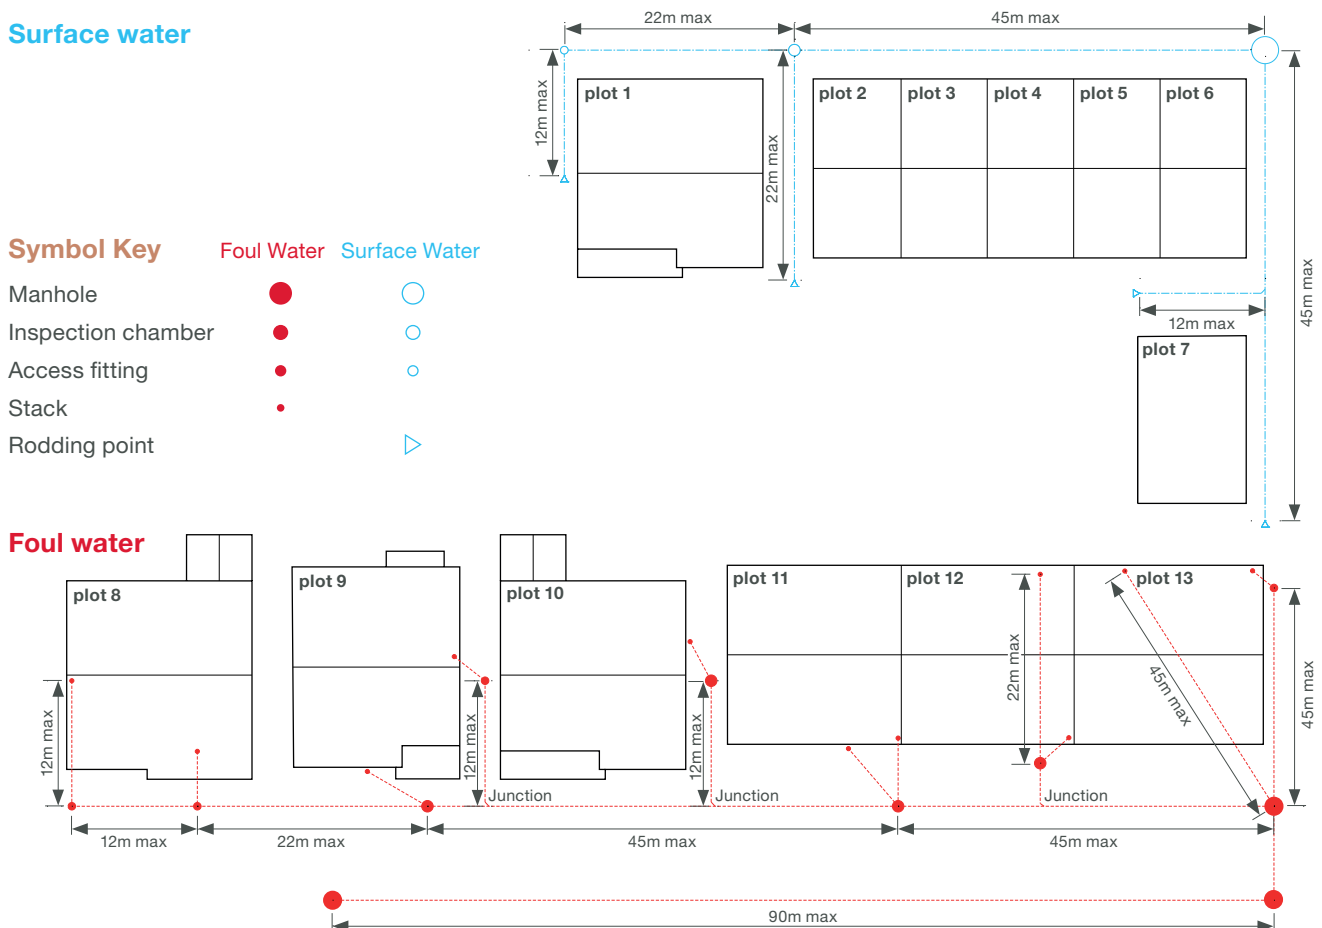 22m max
45m max
Surface water
12m max
plot 1
22m max
plot 2
plot 3
plot 4
plot 5
plot 6
45m max
Symbol Key
Foul Water
Surface Water
Manhole
Inspection chamber
Access fitting
Stack
Rodding point
12m max
plot 7
Foul water
plot 8
plot 9
plot 10
plot 11
plot 12
plot 13
12m max
12m max
12m max
22m max
45m max
45m max
Junction
Junction
Junction
12m max
22m max
45m max
45m max
90m max